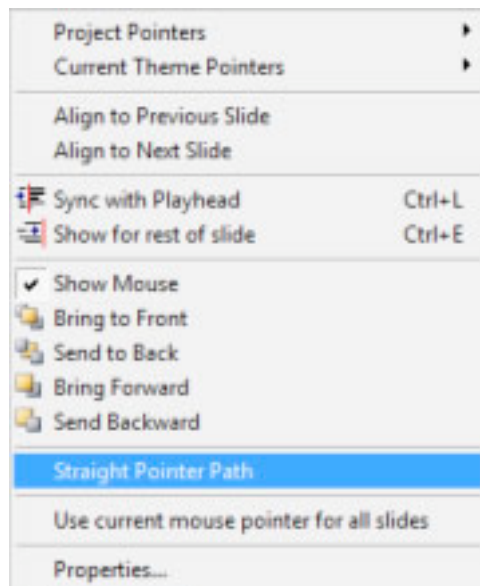 Project Pointers
Current Theme Pointers
Align to Previous Slide
Align to Next Slide
Sync with Playhead Ctrl+L
Show for rest of slide Ctrl+E
Show Mouse
Bring to Front
Send to Back
Bring Forward
Send Backward
Straight Pointer Path
Use current mouse pointer for all slides
Properties...